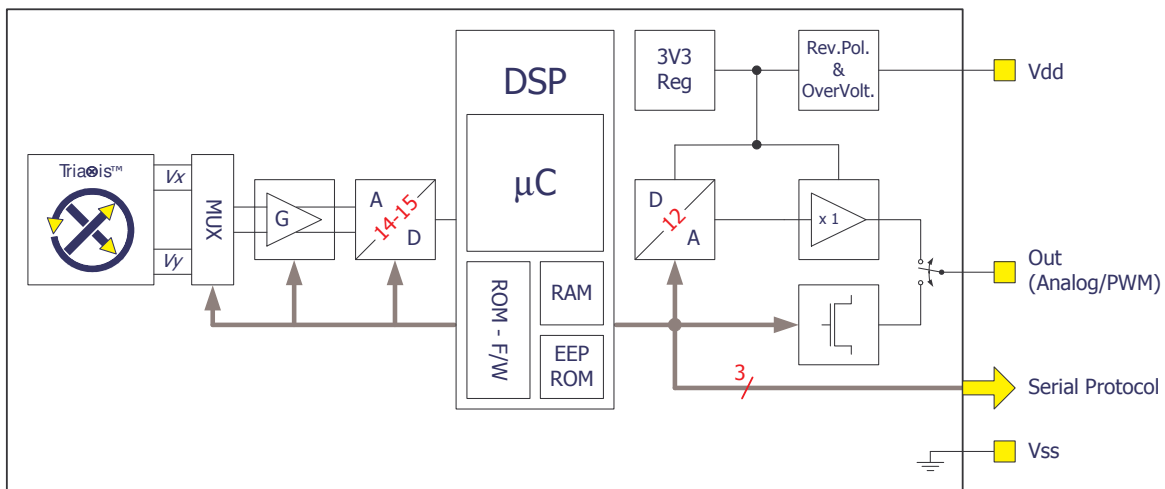 Tria⊗is™
Vx
Vy
MUX
G
A
14-15
D
DSP
μC
ROM - F/W
RAM
EEP
ROM
3V3
Reg
Rev.Pol.
&
OverVolt.
D
12
A
x 1
3
Vdd
Out
(Analog/PWM)
Serial Protocol
Vss